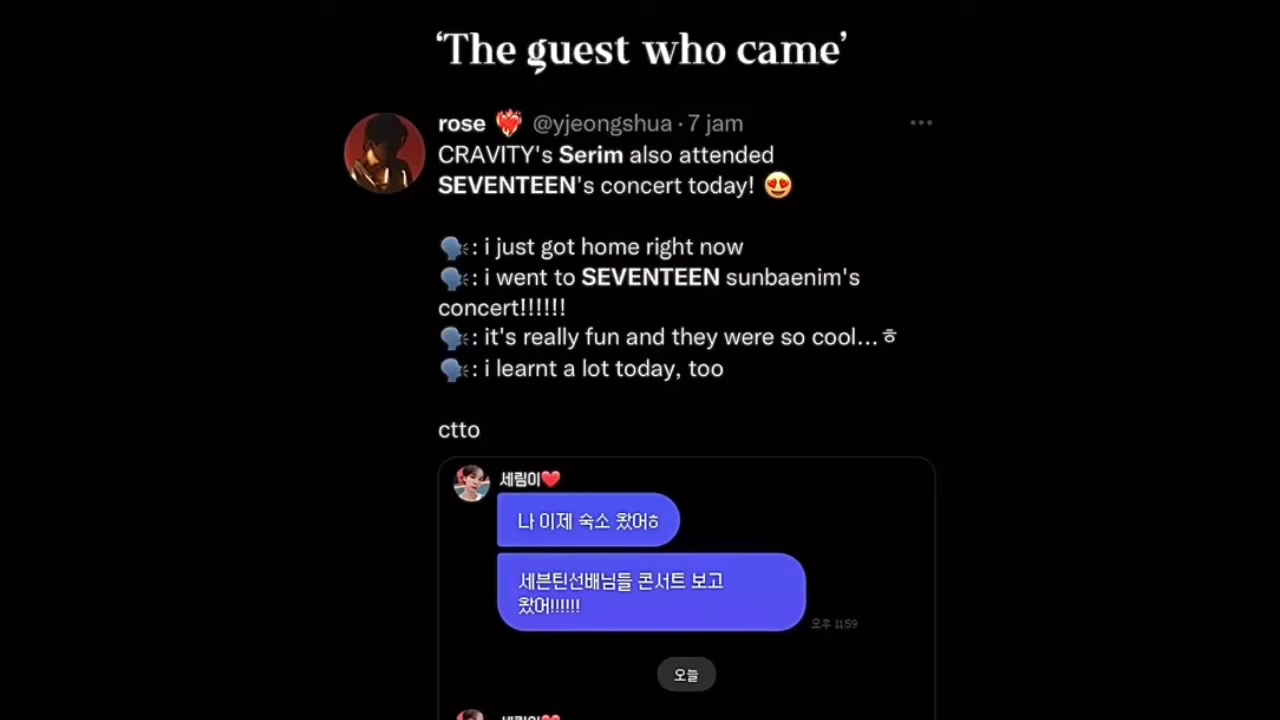 ‘The guest who came’
rose ❤️‍🔥 @yjeongshua · 7 jam
CRAVITY's Serim also attended
SEVENTEEN's concert today! 😍
🗣️: i just got home right now
🗣️: i went to SEVENTEEN sunbaenim's
concert!!!!!!
🗣️: it's really fun and they were so cool...ㅎ
🗣️: i learnt a lot today, too
ctto
세림이❤️
나 이제 숙소 왔어ㅎ
세븐틴선배님들 콘서트 보고
왔어!!!!!!
오후 11:59
오늘
세림이❤️